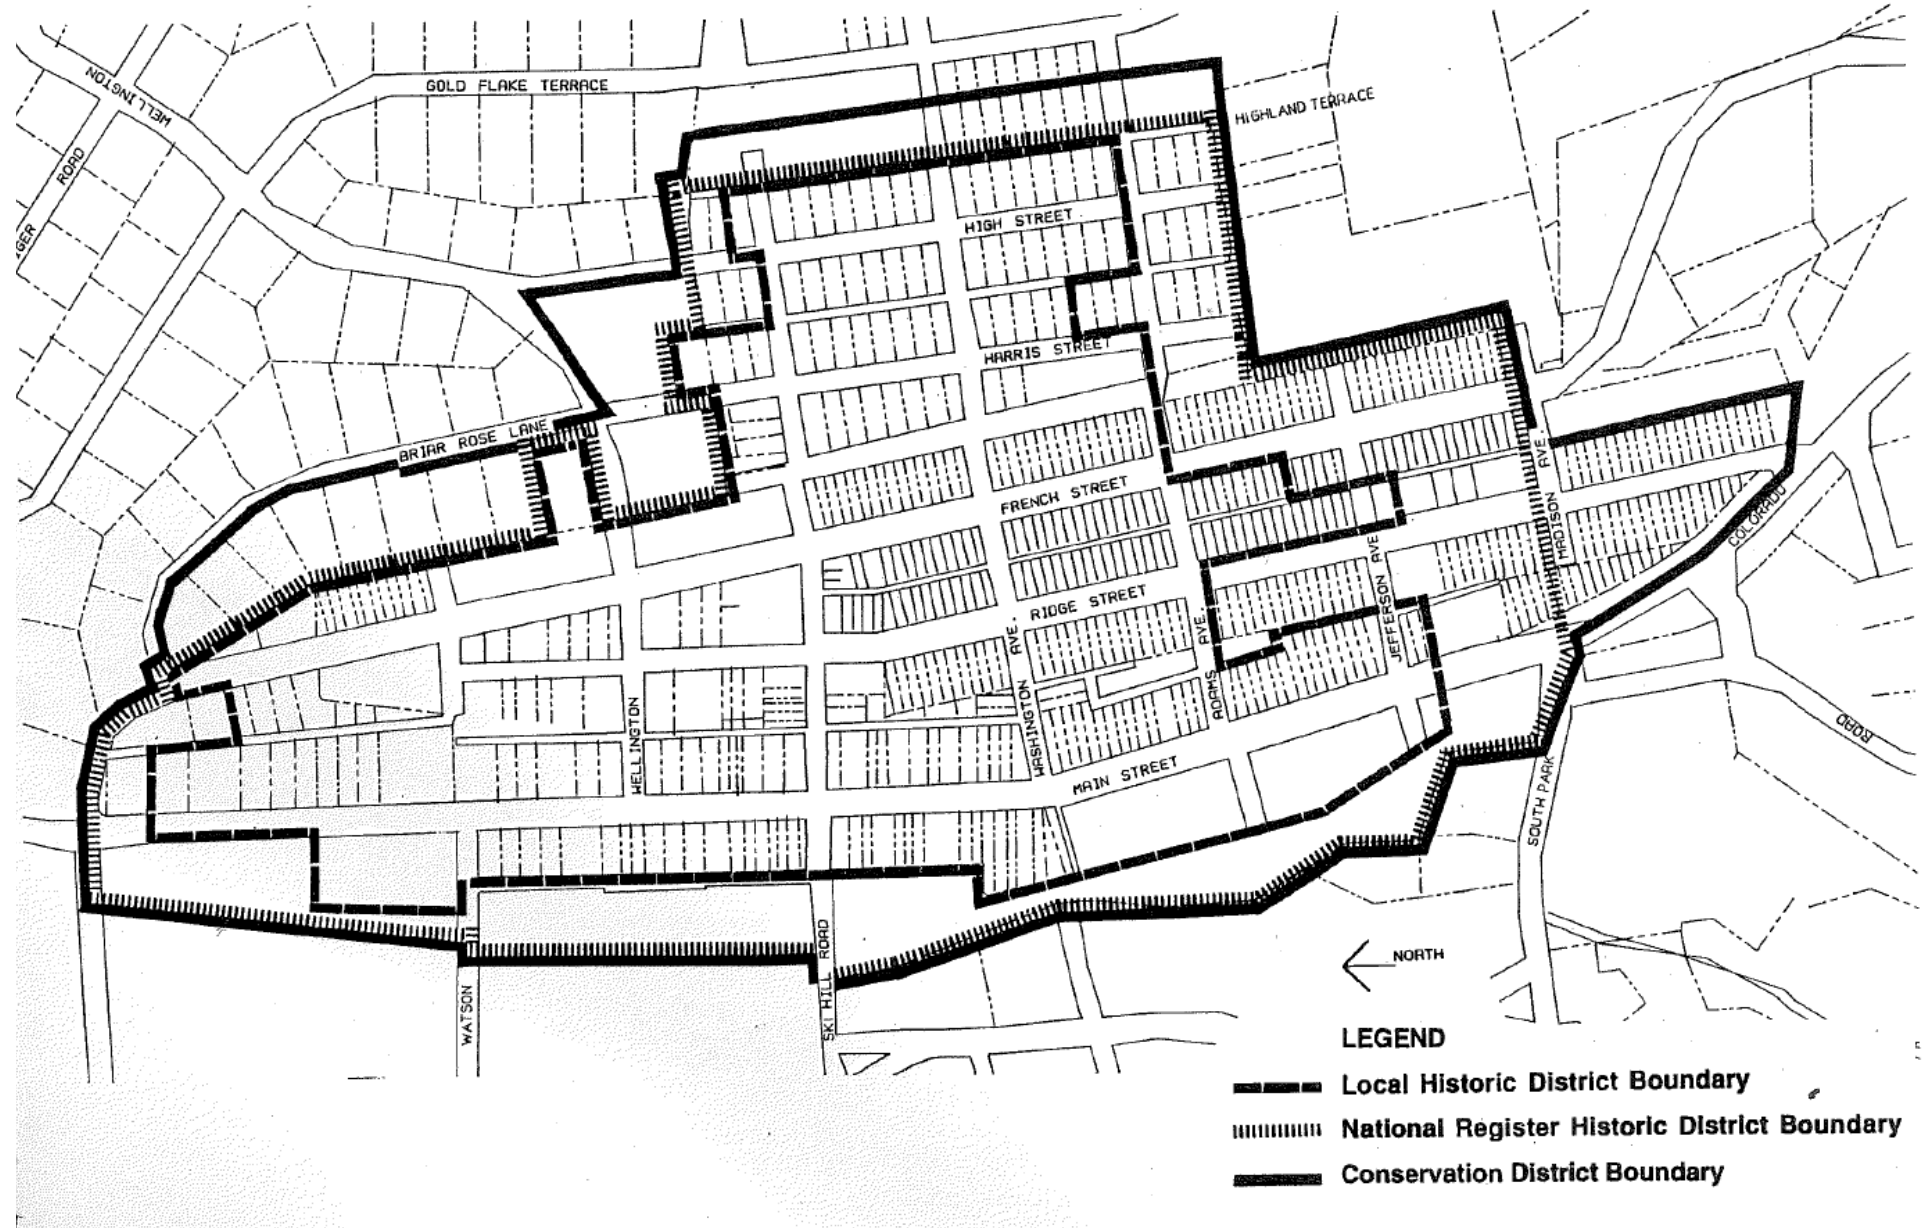 GOLD FLAKE TERRACE
WELLINGTON
ROAD
HIGHLAND TERRACE
HIGH STREET
HARRIS STREET
BRIAR ROSE LANE
FRENCH STREET
RIDGE STREET
MAIN STREET
WELLINGTON
WASHINGTON AVE.
ADAMS AVE.
JEFFERSON AVE
MADISON AVE
COLORADO
SOUTH PARK
ROAD
WATSON
SKI HILL ROAD
NORTH
LEGEND
Local Historic District Boundary
National Register Historic District Boundary
Conservation District Boundary